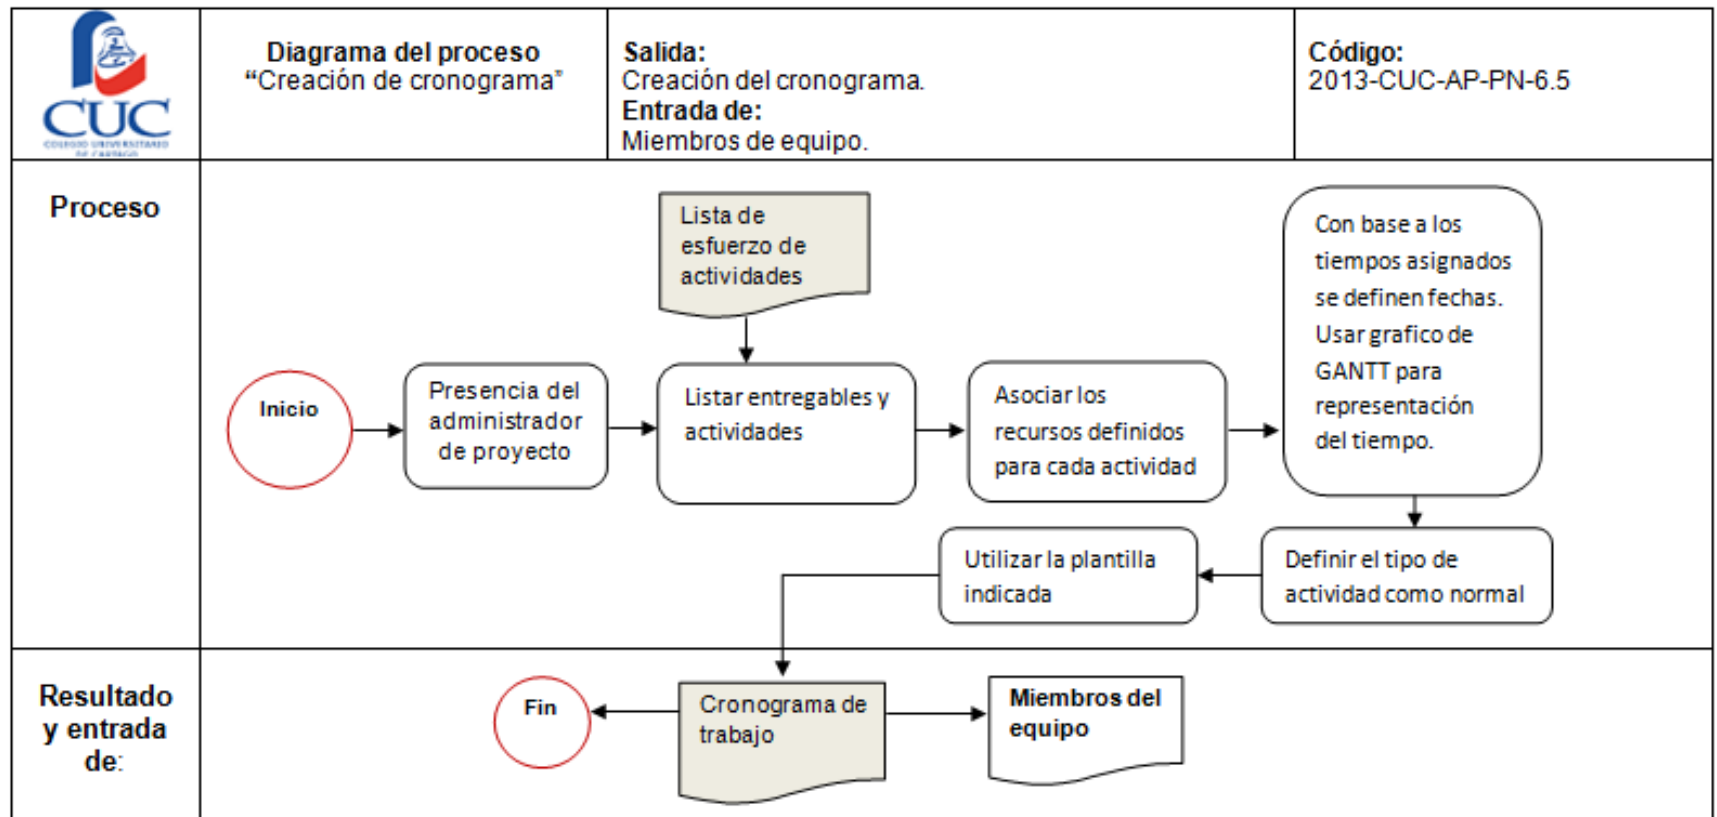 CUC
COLEGIO UNIVERSITARIO
DE CARTAGO
Diagrama del proceso
“Creación de cronograma”
Salida:
Creación del cronograma.
Entrada de:
Miembros de equipo.
Código:
2013-CUC-AP-PN-6.5
Proceso
Lista de
esfuerzo de
actividades
Inicio
Presencia del
administrador
de proyecto
Listar entregables y
actividades
Asociar los
recursos definidos
para cada actividad
Con base a los
tiempos asignados
se definen fechas.
Usar grafico de
GANTT para
representación
del tiempo.
Definir el tipo de
actividad como normal
Utilizar la plantilla
indicada
Resultado
y entrada
de:
Fin
Cronograma de
trabajo
Miembros del
equipo